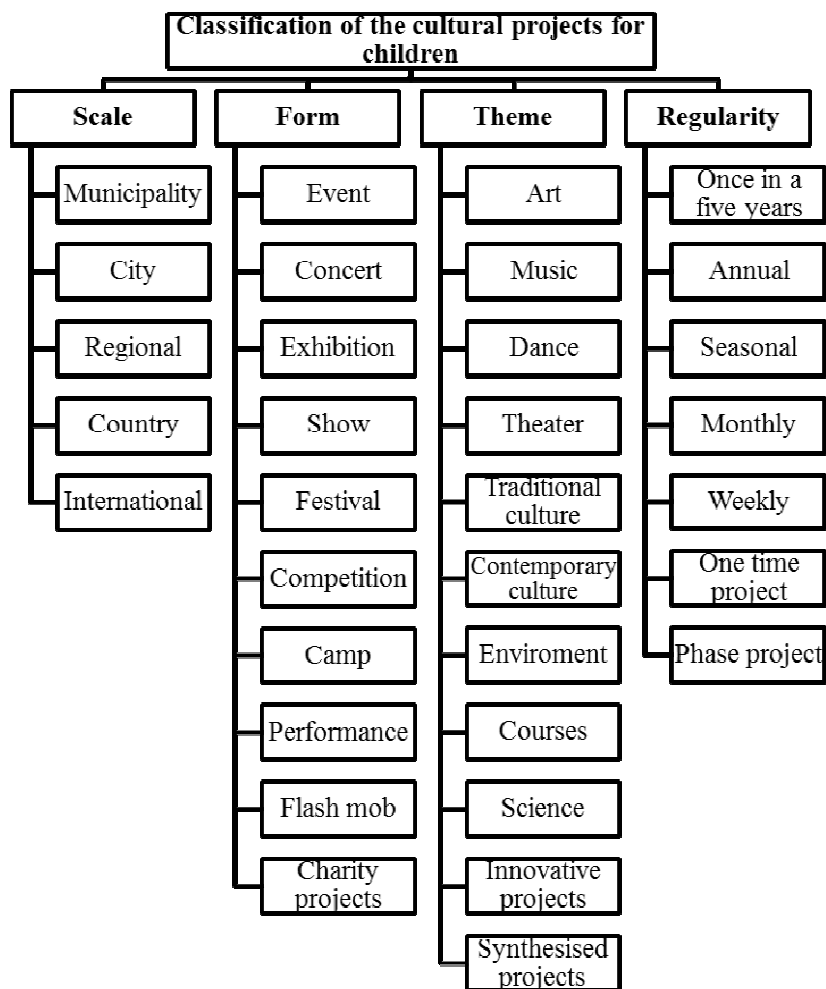 Classification of the cultural projects for
children
Scale
Municipality
City
Regional
Country
International
Form
Event
Concert
Exhibition
Show
Festival
Competition
Camp
Performance
Flash mob
Charity
projects
Theme
Art
Music
Dance
Theater
Traditional
culture
Contemporary
culture
Enviroment
Courses
Science
Innovative
projects
Synthesised
projects
Regularity
Once in a
five years
Annual
Seasonal
Monthly
Weekly
One time
project
Phase project